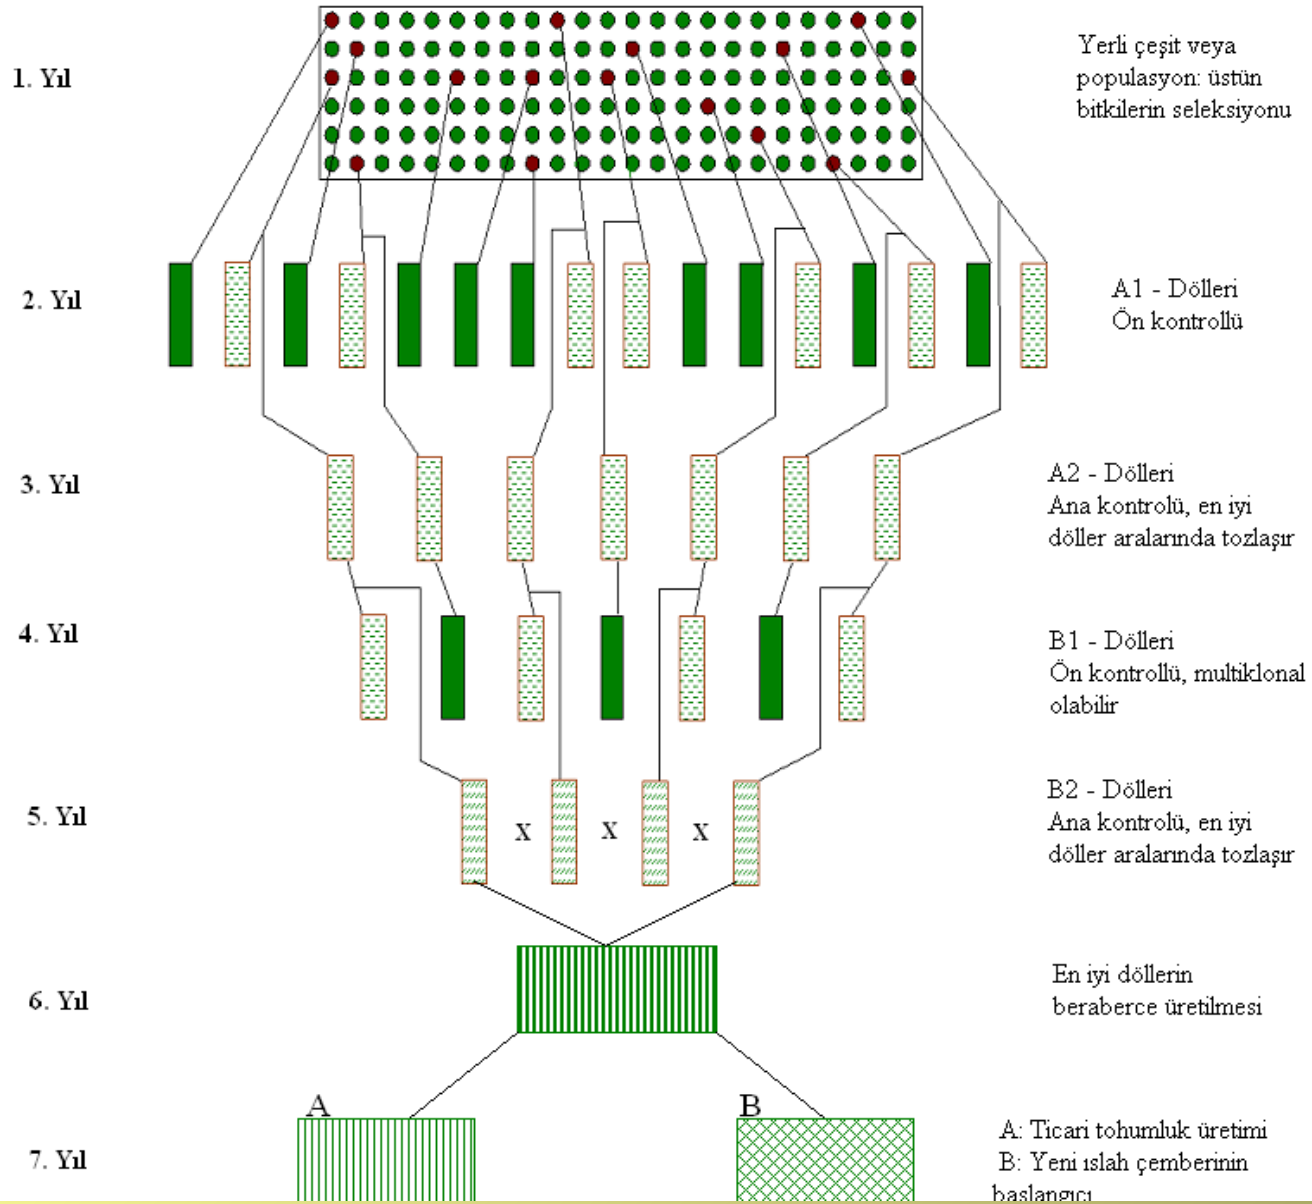 1. Yıl
Yerli çeşit veya
populasyon: üstün
bitkilerin seleksiyonu
2. Yıl
A1 - Dölleri
Ön kontrollü
3. Yıl
A2 - Dölleri
Ana kontrolü, en iyi
döller aralarında tozlaşır
4. Yıl
B1 - Dölleri
Ön kontrollü, multiklonal
olabilir
5. Yıl
x x x
B2 - Dölleri
Ana kontrolü, en iyi
döller aralarında tozlaşır
6. Yıl
En iyi döllerin
beraberce üretilmesi
7. Yıl
A
B
A: Ticari tohumluk üretimi
B: Yeni ıslah çemberinin
başlangıcı